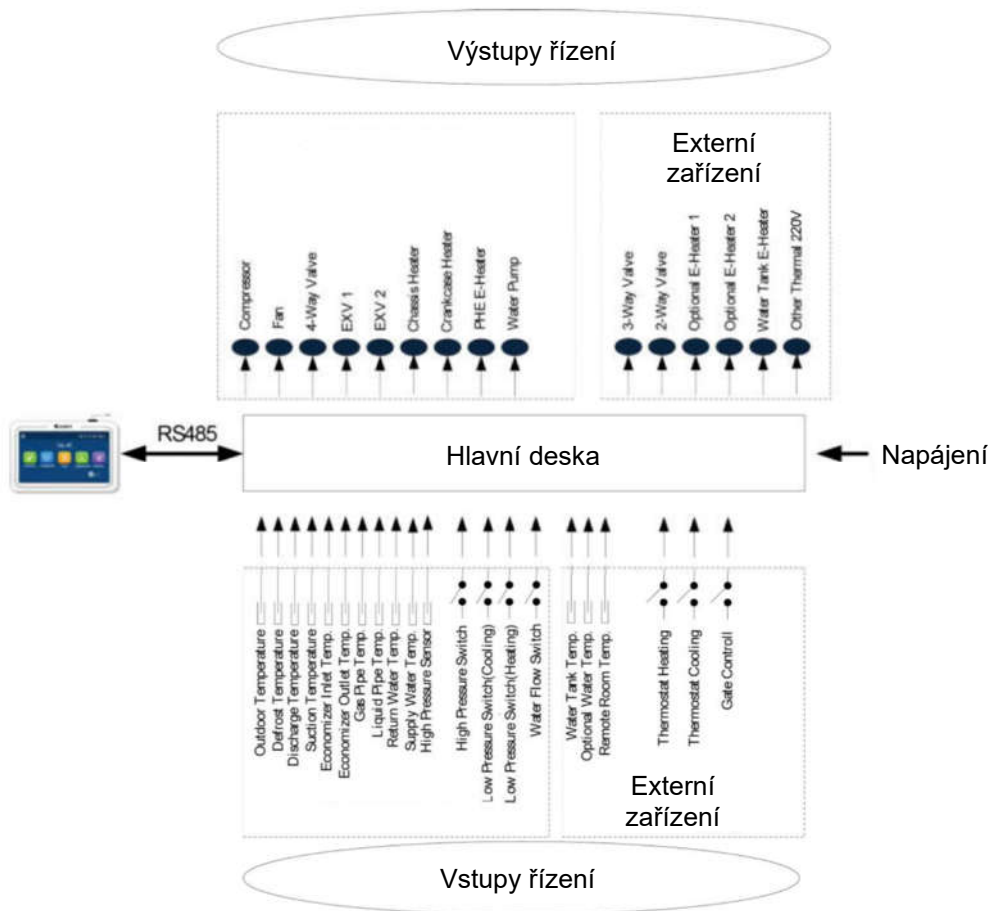 Výstupy řízení
Externí
zařízení
Compressor
Fan
4-Way Valve
EXV 1
EXV 2
Chassis Heater
Crankcase Heater
PHE E-Heater
Water Pump
3-Way Valve
2-Way Valve
Optional E-Heater 1
Optional E-Heater 2
Water Tank E-Heater
Other Thermal 220V
RS485
Hlavní deska
Napájení
Outdoor Temperature
Defrost Temperature
Discharge Temperature
Suction Temperature
Economizer Inlet Temp.
Economizer Outlet Temp.
Gas Pipe Temp.
Liquid Pipe Temp.
Return Water Temp.
Supply Water Temp.
High Pressure Sensor
High Pressure Switch
Low Pressure Switch(Cooling)
Low Pressure Switch(Heating)
Water Flow Switch
Water Tank Temp.
Optional Water Temp.
Remote Room Temp.
Thermostat Heating
Thermostat Cooling
Gate Controll
Externí
zařízení
Vstupy řízení